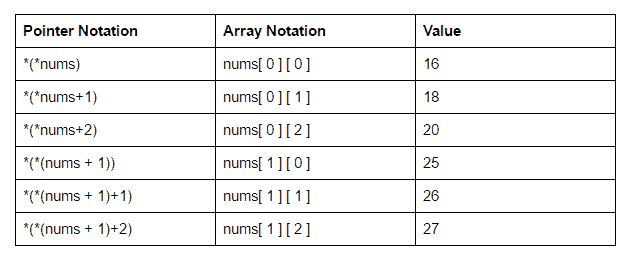 Pointer Notation Array Notation Value
*(*nums) nums[ 0 ] [ 0 ] 16
*(*nums+1) nums[ 0 ] [ 1 ] 18
*(*nums+2) nums[ 0 ] [ 2 ] 20
*(*(nums + 1)) nums[ 1 ] [ 0 ] 25
*(*(nums + 1)+1) nums[ 1 ] [ 1 ] 26
*(*(nums + 1)+2) nums[ 1 ] [ 2 ] 27